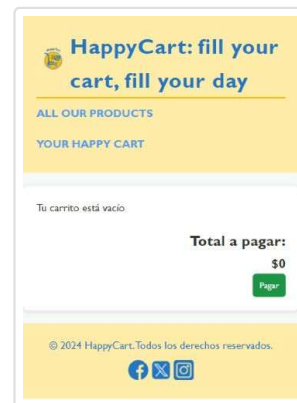 HappyCart: fill your
cart, fill your day
ALL OUR PRODUCTS
YOUR HAPPY CART
Tu carrito está vacío
Total a pagar:
$0
Pagar
© 2024 HappyCart. Todos los derechos reservados.